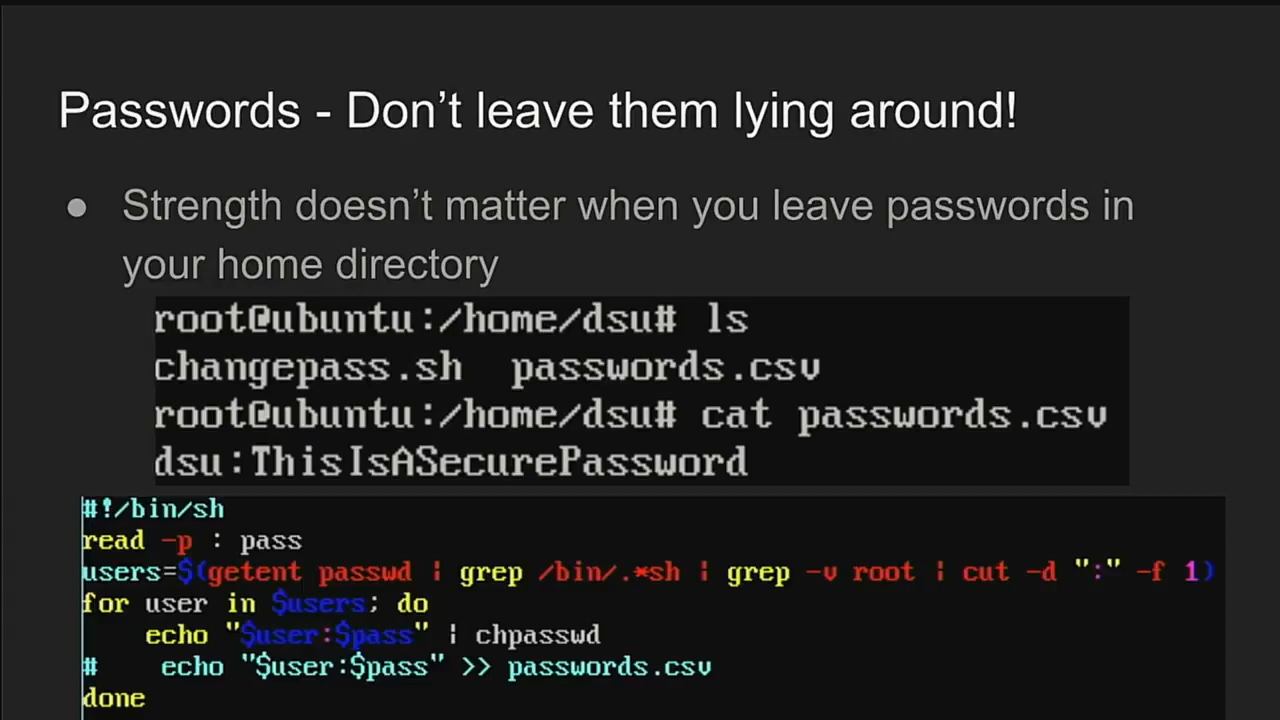 Passwords - Don’t leave them lying around!
● Strength doesn’t matter when you leave passwords in
your home directory
root@ubuntu:/home/dsu# ls
changepass.sh  passwords.csv
root@ubuntu:/home/dsu# cat passwords.csv
dsu:ThisIsASecurePassword
#!/bin/sh
read -p : pass
users=$(getent passwd | grep /bin/.*sh | grep -v root | cut -d ":" -f 1)
for user in $users; do
    echo "$user:$pass" | chpasswd
#    echo "$user:$pass" >> passwords.csv
done